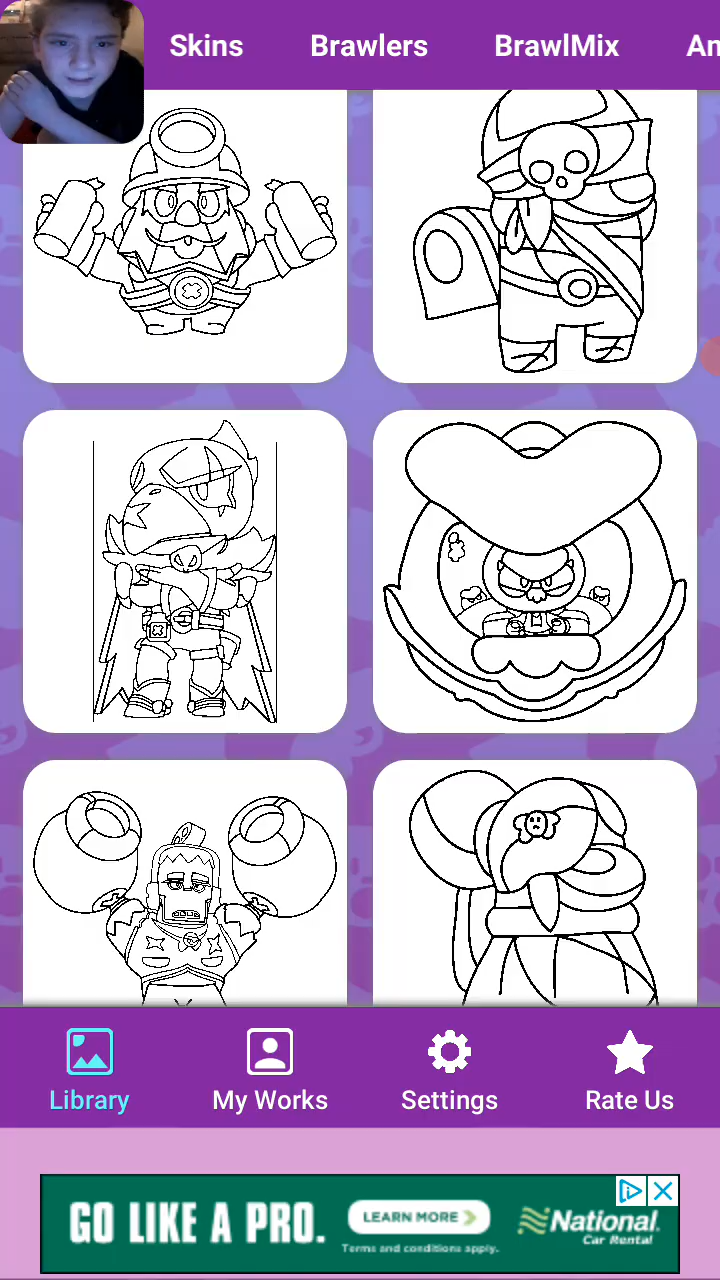 Skins Brawlers BrawlMix An
Library My Works Settings Rate Us
GO LIKE A PRO.
LEARN MORE
Terms and conditions apply.
National
Car Rental